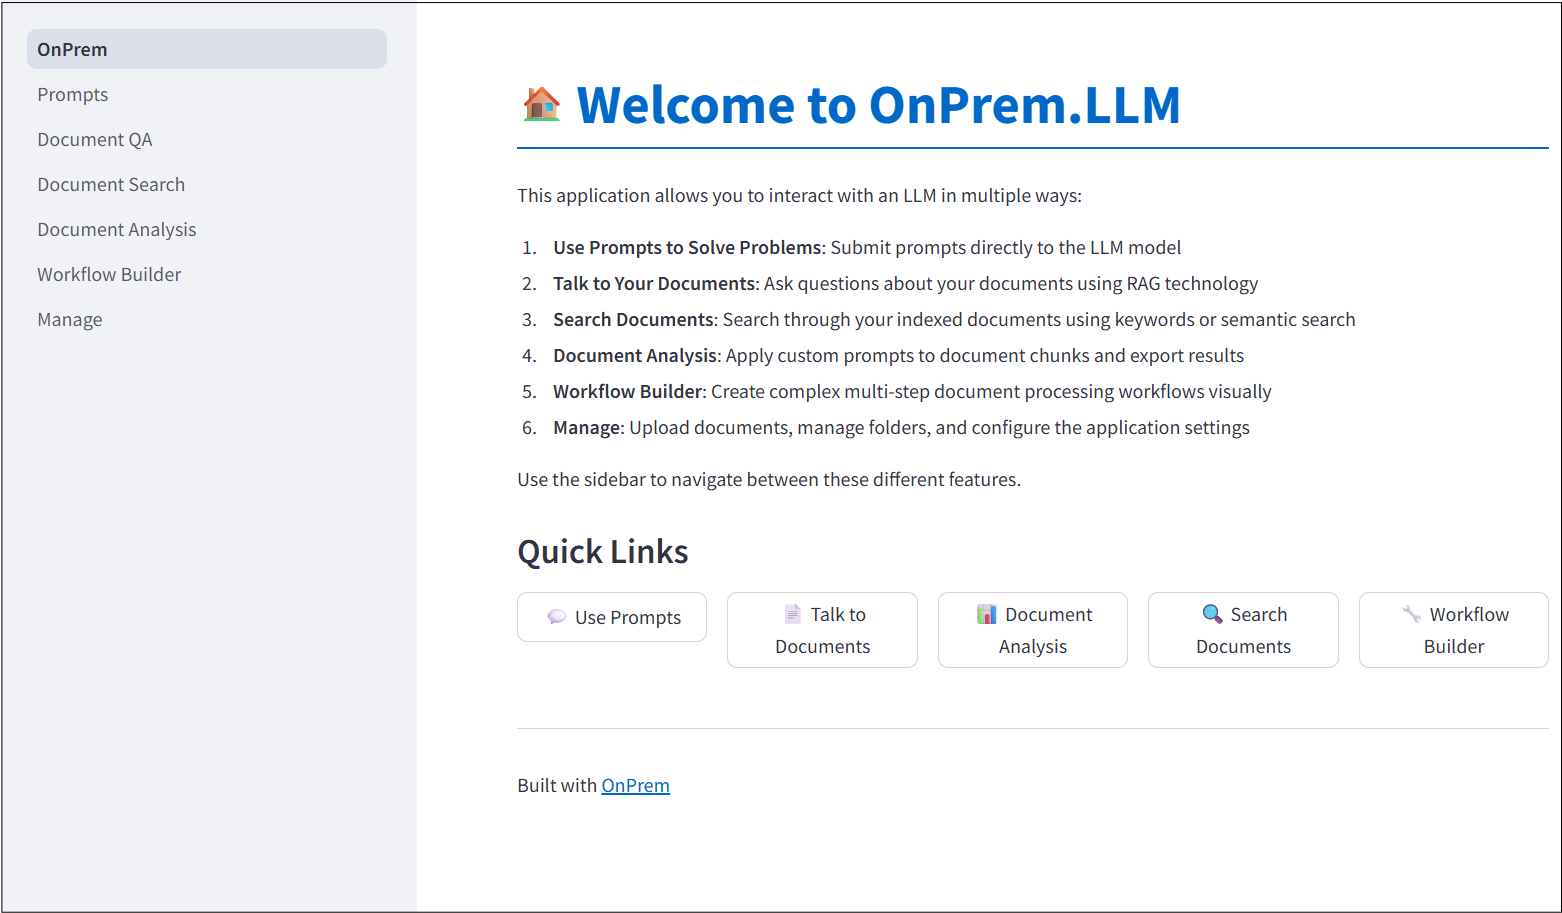 OnPrem
Prompts
Document QA
Document Search
Document Analysis
Workflow Builder
Manage
Welcome to OnPrem.LLM
This application allows you to interact with an LLM in multiple ways:
1. Use Prompts to Solve Problems: Submit prompts directly to the LLM model
2. Talk to Your Documents: Ask questions about your documents using RAG technology
3. Search Documents: Search through your indexed documents using keywords or semantic search
4. Document Analysis: Apply custom prompts to document chunks and export results
5. Workflow Builder: Create complex multi-step document processing workflows visually
6. Manage: Upload documents, manage folders, and configure the application settings
Use the sidebar to navigate between these different features.
Quick Links
Use Prompts
Talk to
Documents
Document
Analysis
Search
Documents
Workflow
Builder
Built with OnPrem